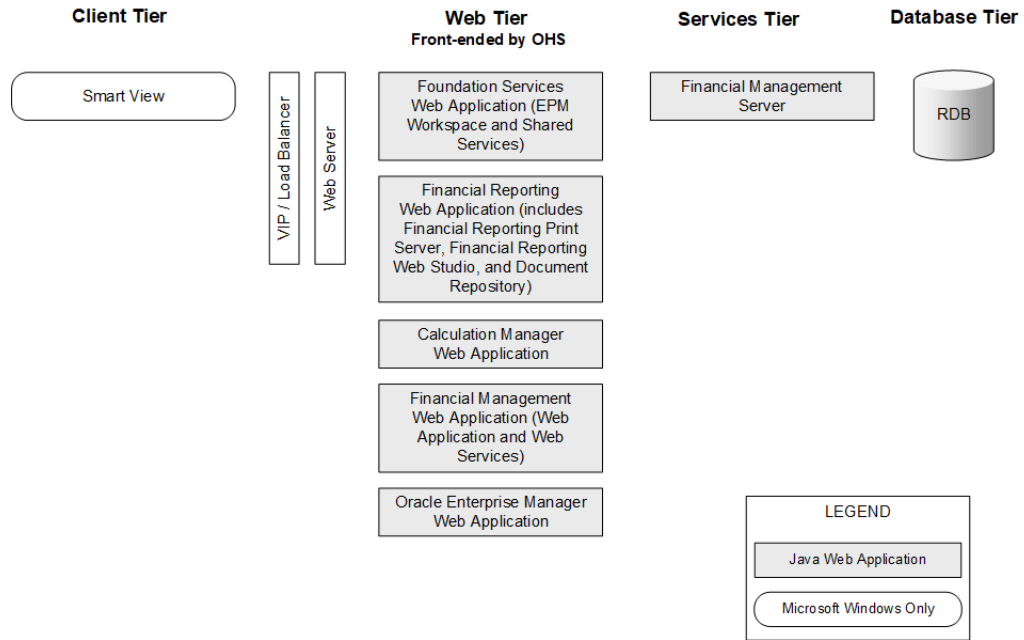 Client Tier
Web Tier
Front-ended by OHS
Services Tier
Database Tier
Smart View
VIP / Load Balancer
Web Server
Foundation Services
Web Application (EPM
Workspace and Shared
Services)
Financial Reporting
Web Application (includes
Financial Reporting Print
Server, Financial Reporting
Web Studio, and Document
Repository)
Calculation Manager
Web Application
Financial Management
Web Application (Web
Application and Web
Services)
Oracle Enterprise Manager
Web Application
Financial Management
Server
RDB
LEGEND
Java Web Application
Microsoft Windows Only